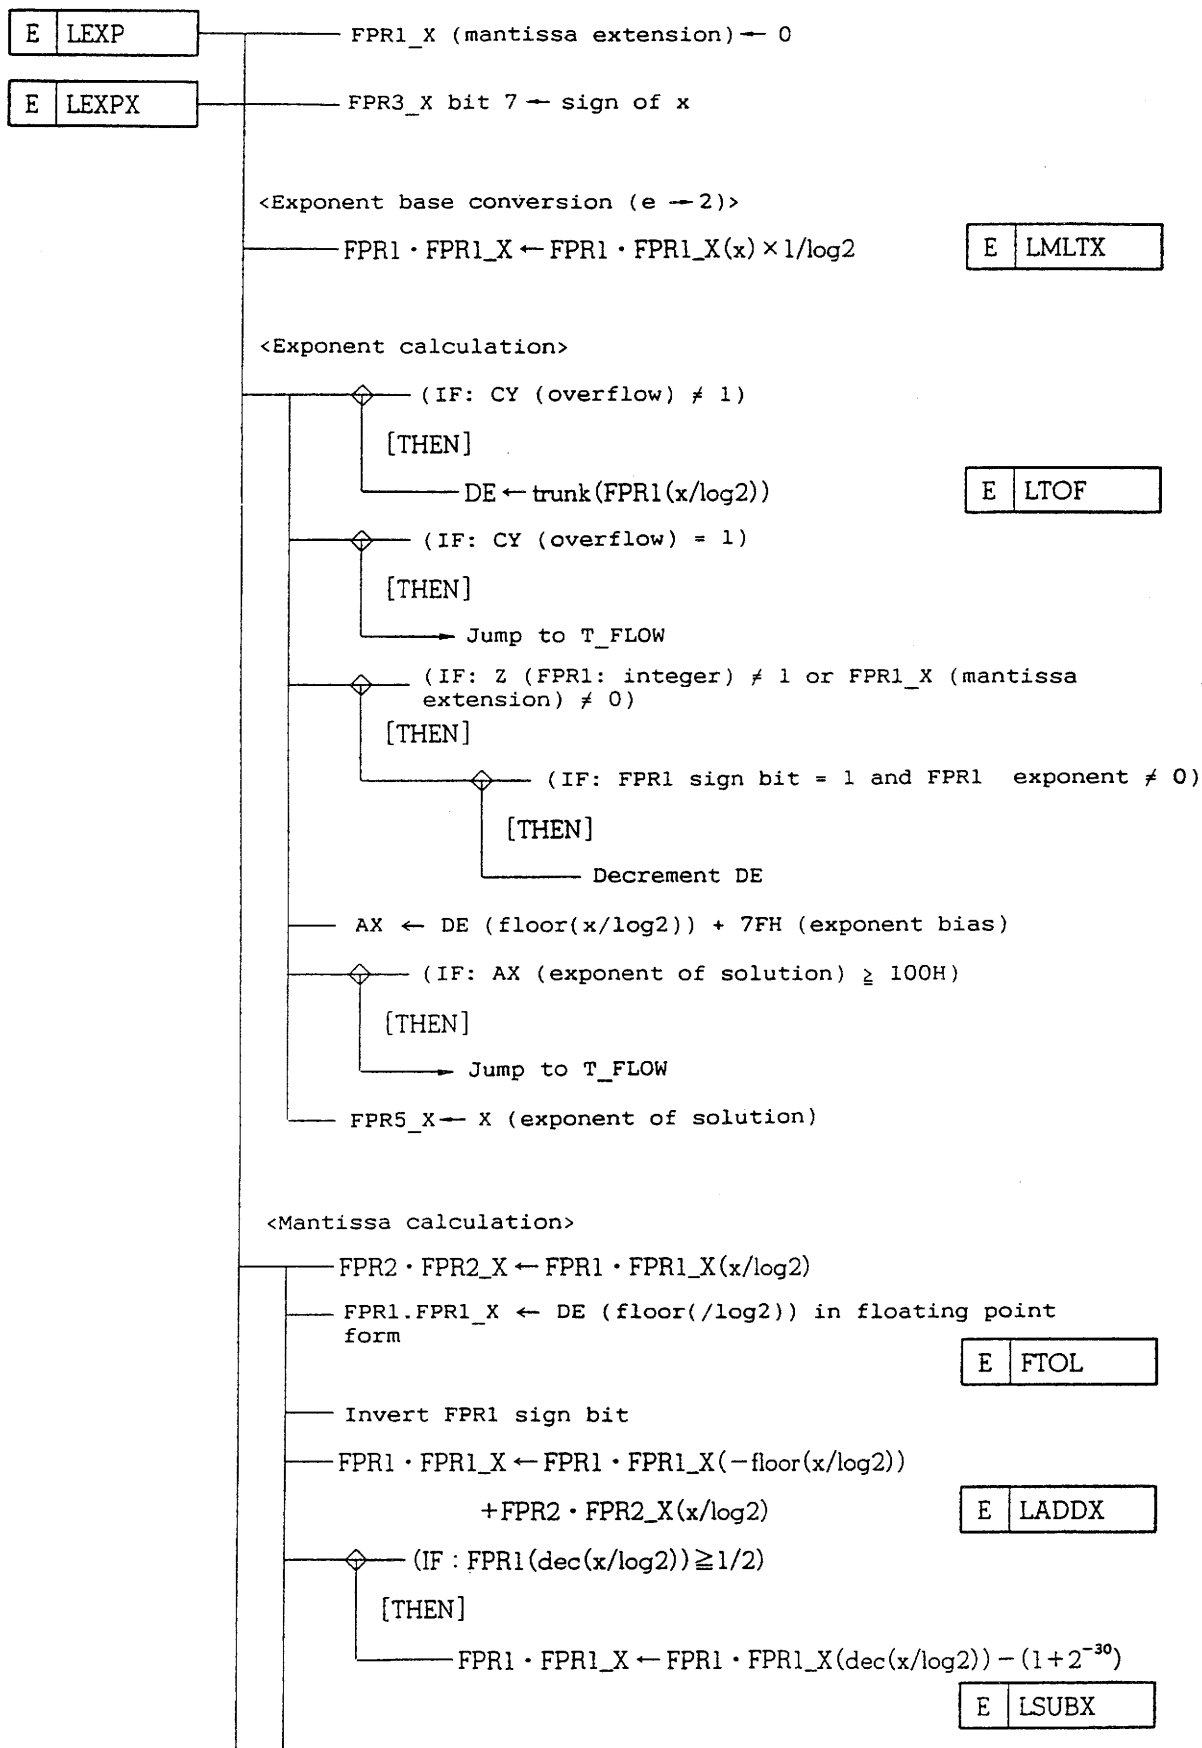 E LEXP
FPR1_X (mantissa extension) ← 0
E LEXPX
FPR3_X bit 7 ← sign of x
<Exponent base conversion (e → 2)>
FPR1・FPR1_X ← FPR1・FPR1_X(x)×1/log2
E LMLTX
<Exponent calculation>
(IF: CY (overflow) ≠ 1)
[THEN]
DE ← trunk(FPR1(x/log2))
E LTOF
(IF: CY (overflow) = 1)
[THEN]
Jump to T_FLOW
(IF: Z (FPR1: integer) ≠ 1 or FPR1_X (mantissa
extension) ≠ 0)
[THEN]
(IF: FPR1 sign bit = 1 and FPR1 exponent ≠ 0)
[THEN]
Decrement DE
AX ← DE (floor(x/log2)) + 7FH (exponent bias)
(IF: AX (exponent of solution) ≧ 100H)
[THEN]
Jump to T_FLOW
FPR5_X ← X (exponent of solution)
<Mantissa calculation>
FPR2・FPR2_X ← FPR1・FPR1_X(x/log2)
FPR1.FPR1_X ← DE (floor(/log2)) in floating point
form
E FTOL
Invert FPR1 sign bit
FPR1・FPR1_X ← FPR1・FPR1_X(−floor(x/log2))
+FPR2・FPR2_X(x/log2)
E LADDX
(IF : FPR1(dec(x/log2)) ≧ 1/2)
[THEN]
FPR1・FPR1_X ← FPR1・FPR1_X(dec(x/log2)) − (1+2⁻³⁰)
E LSUBX